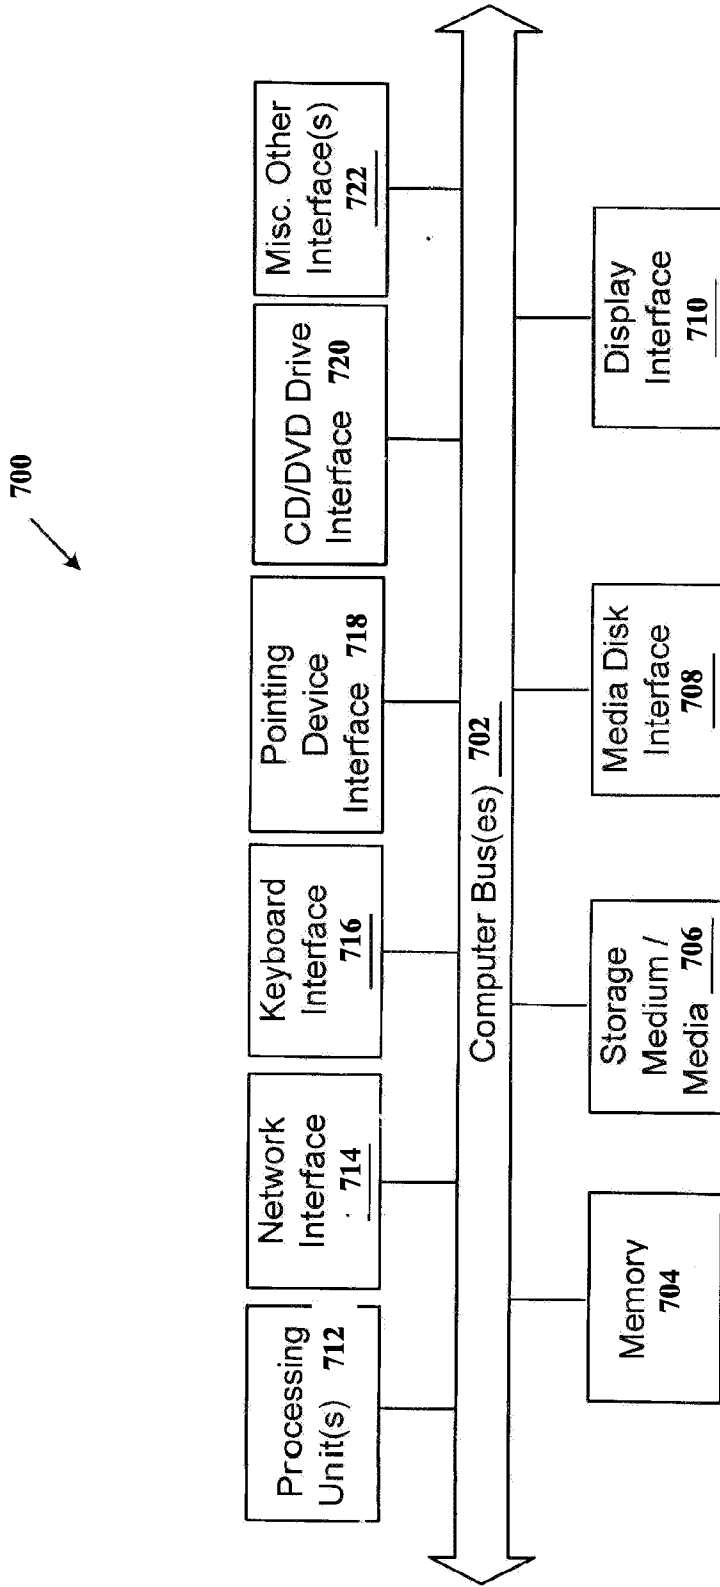 700
Processing
Unit(s) 712
Network
Interface
714
Keyboard
Interface
716
Pointing
Device
Interface 718
CD/DVD Drive
Interface 720
Misc. Other
Interface(s)
722
Computer Bus(es) 702
Memory
704
Storage
Medium /
Media 706
Media Disk
Interface
708
Display
Interface
710